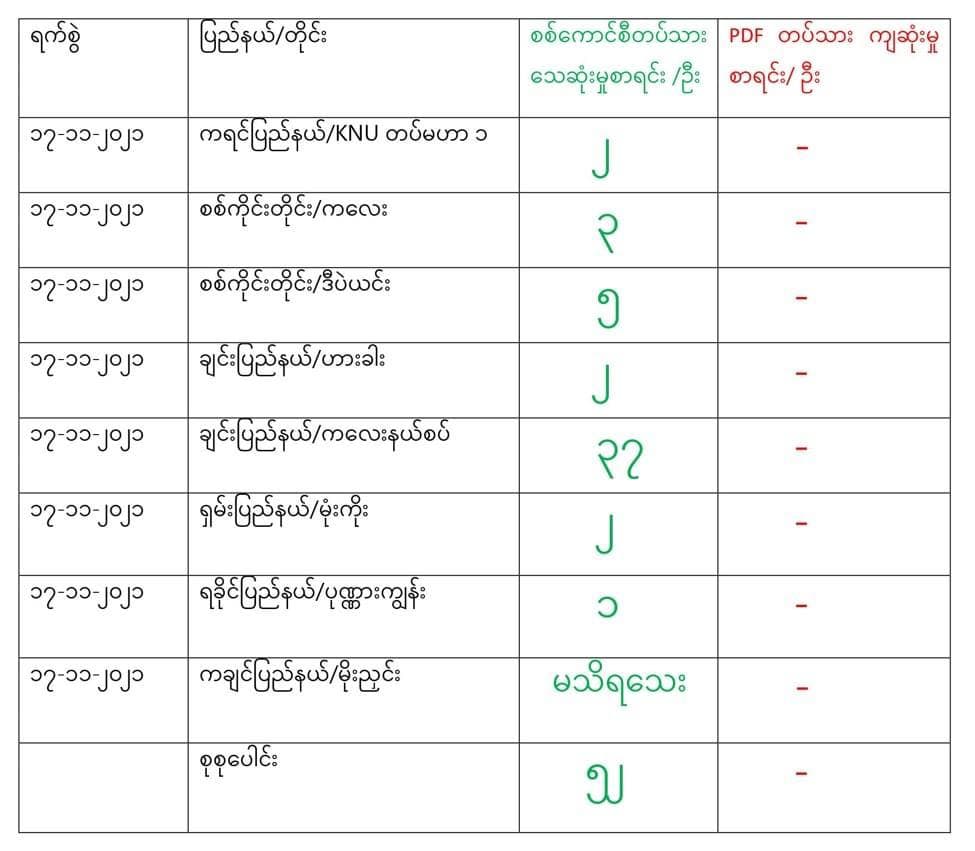 ရက်စွဲ ပြည်နယ်/တိုင်း စစ်ကောင်စီတပ်သား PDF တပ်သား ကျဆုံးမှု
သေဆုံးမှုစာရင်း /ဦး စာရင်း/ ဦး
၁၇-၁၁-၂၀၂၁ ကရင်ပြည်နယ်/KNU တပ်မဟာ ၁ ၂ -
၁၇-၁၁-၂၀၂၁ စစ်ကိုင်းတိုင်း/ကလေး ၃ -
၁၇-၁၁-၂၀၂၁ စစ်ကိုင်းတိုင်း/ဒီပဲယင်း ၅ -
၁၇-၁၁-၂၀၂၁ ချင်းပြည်နယ်/ဟားခါး ၂ -
၁၇-၁၁-၂၀၂၁ ချင်းပြည်နယ်/ကလေးနယ်စပ် ၃၇ -
၁၇-၁၁-၂၀၂၁ ရှမ်းပြည်နယ်/မုံးကိုး ၂ -
၁၇-၁၁-၂၀၂၁ ရခိုင်ပြည်နယ်/ပုဏ္ဏားကျွန်း ၁ -
၁၇-၁၁-၂၀၂၁ ကချင်ပြည်နယ်/မိုးညှင်း မသိရသေး -
စုစုပေါင်း ၅၂ -